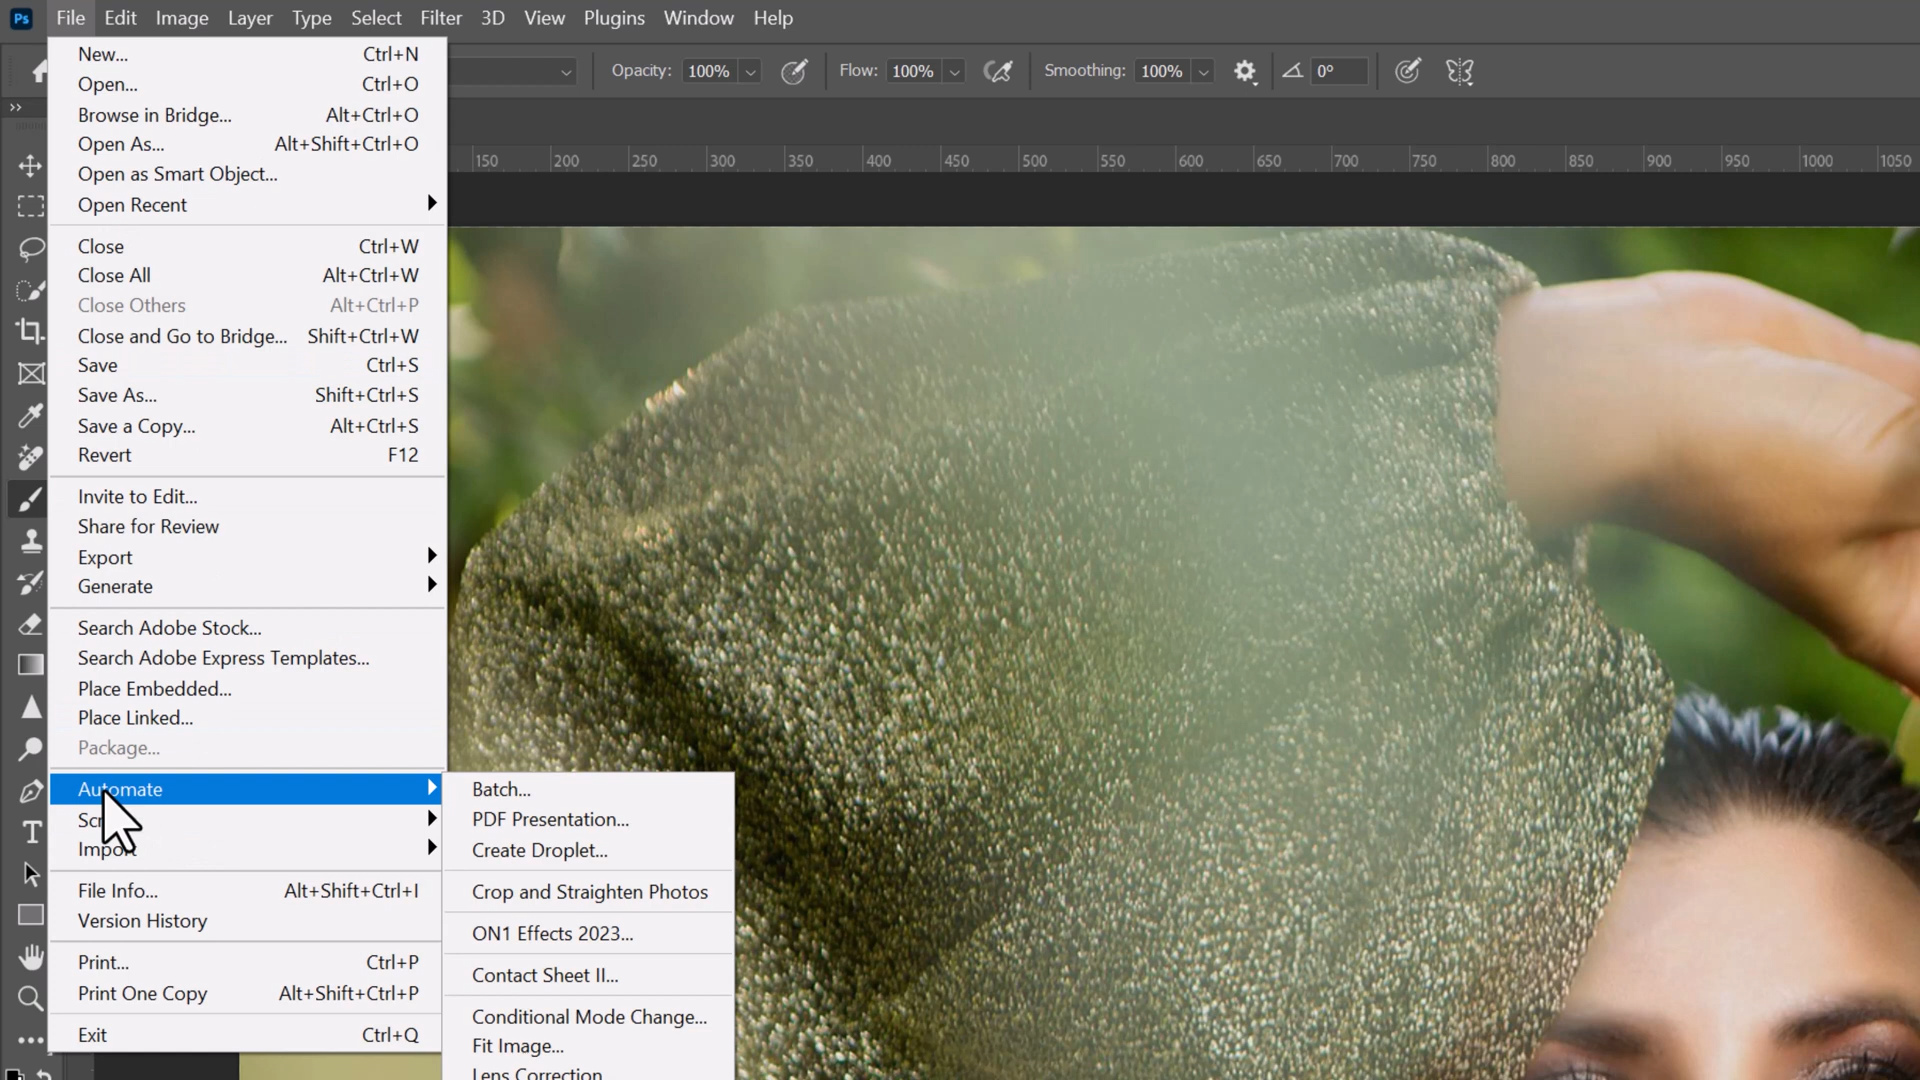 Ps File Edit Image Layer Type Select Filter 3D View Plugins Window Help
Opacity: 100% Flow: 100% Smoothing: 100% 0°
150 200 250 300 350 400 450 500 550 600 650 700 750 800 850 900 950 1000 1050
New... Ctrl+N
Open... Ctrl+O
Browse in Bridge... Alt+Ctrl+O
Open As... Alt+Shift+Ctrl+O
Open as Smart Object...
Open Recent
Close Ctrl+W
Close All Alt+Ctrl+W
Close Others Alt+Ctrl+P
Close and Go to Bridge... Shift+Ctrl+W
Save Ctrl+S
Save As... Shift+Ctrl+S
Save a Copy... Alt+Ctrl+S
Revert F12
Invite to Edit...
Share for Review
Export
Generate
Search Adobe Stock...
Search Adobe Express Templates...
Place Embedded...
Place Linked...
Package...
Automate
Import
File Info... Alt+Shift+Ctrl+I
Version History
Print... Ctrl+P
Print One Copy Alt+Shift+Ctrl+P
Exit Ctrl+Q
Batch...
PDF Presentation...
Create Droplet...
Crop and Straighten Photos
ON1 Effects 2023...
Contact Sheet II...
Conditional Mode Change...
Fit Image...
Lens Correction